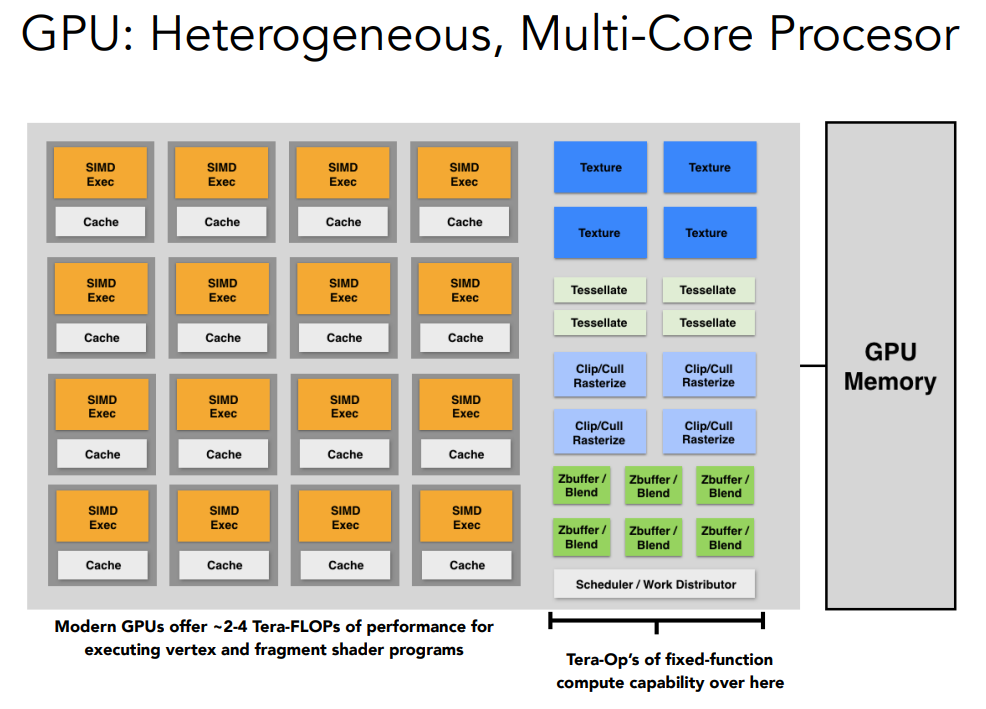 GPU: Heterogeneous, Multi-Core Procesor
SIMD
Exec
Cache
SIMD
Exec
Cache
SIMD
Exec
Cache
SIMD
Exec
Cache
SIMD
Exec
Cache
SIMD
Exec
Cache
SIMD
Exec
Cache
SIMD
Exec
Cache
SIMD
Exec
Cache
SIMD
Exec
Cache
SIMD
Exec
Cache
SIMD
Exec
Cache
SIMD
Exec
Cache
SIMD
Exec
Cache
SIMD
Exec
Cache
SIMD
Exec
Cache
Texture
Texture
Texture
Texture
Tessellate
Tessellate
Tessellate
Tessellate
Clip/Cull
Rasterize
Clip/Cull
Rasterize
Clip/Cull
Rasterize
Clip/Cull
Rasterize
Zbuffer /
Blend
Zbuffer /
Blend
Zbuffer /
Blend
Zbuffer /
Blend
Zbuffer /
Blend
Zbuffer /
Blend
Scheduler / Work Distributor
GPU
Memory
Modern GPUs offer ~2-4 Tera-FLOPs of performance for
executing vertex and fragment shader programs
Tera-Op's of fixed-function
compute capability over here